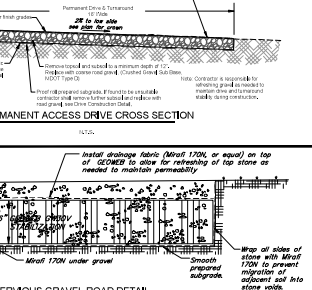 Permanent Drive & Turnaround
16' Wide
2% to low side
see plan for crown
finish grades
Remove topsoil and subsoil to a minimum depth of 12".
Replace with coarse road gravel. (Crushed Gravel Sub Base,
NDOT Type D)
Proof roll prepared subgrade. If found to be unsuitable
contractor shall remove further subsoil and replace with
road gravel, see Drive Construction Detail.
Note: Contractor is responsible for
refreshing gravel as needed to
maintain drive and turnaround
stability during construction.
MANENT ACCESS DRIVE CROSS SECTION
N.T.S.
Install drainage fabric (Mirafi 170N, or equal) on top
of GEOWEB to allow for refreshing of top stone as
needed to maintain permeability
6" GEOWEB GW30V
STABILIZATION
Mirafi 170N under gravel
Smooth
prepared
subgrade.
Wrap all sides of
stone with Mirafi
170N to prevent
migration of
adjacent soil into
stone voids.
ERVIOUS GRAVEL ROAD DETAIL